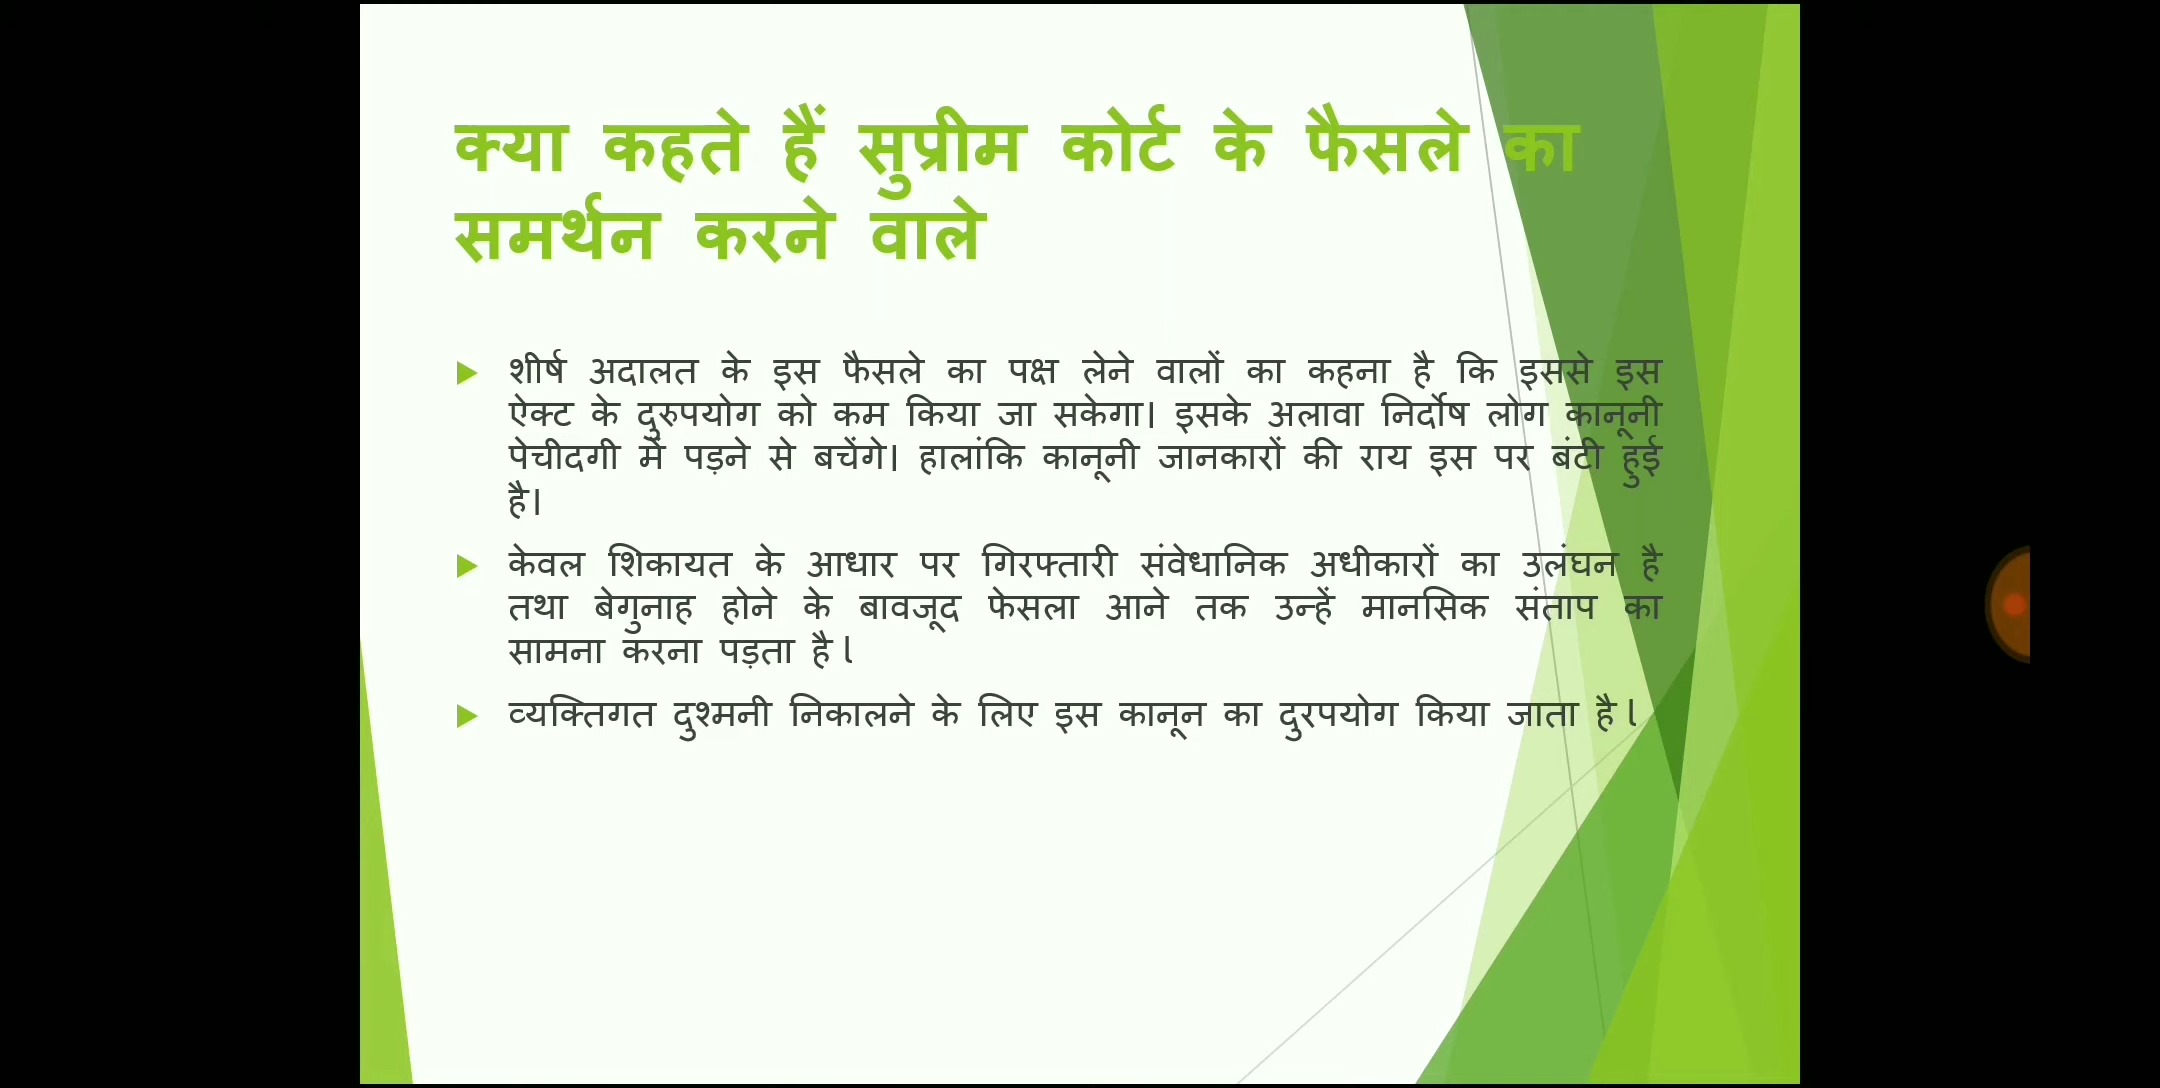 क्या कहते हैं सुप्रीम कोर्ट के फैसले का
समर्थन करने वाले
शीर्ष अदालत के इस फैसले का पक्ष लेने वालों का कहना है कि इससे इस
ऐक्ट के दुरुपयोग को कम किया जा सकेगा। इसके अलावा निर्दोष लोग कानूनी
पेचीदगी में पड़ने से बचेंगे। हालांकि कानूनी जानकारों की राय इस पर बंटी हुई
है।
केवल शिकायत के आधार पर गिरफ्तारी संवेधानिक अधीकारों का उलंघन है
तथा बेगुनाह होने के बावजूद फेसला आने तक उन्हें मानसिक संताप का
सामना करना पड़ता है l
व्यक्तिगत दुश्मनी निकालने के लिए इस कानून का दुरपयोग किया जाता है l